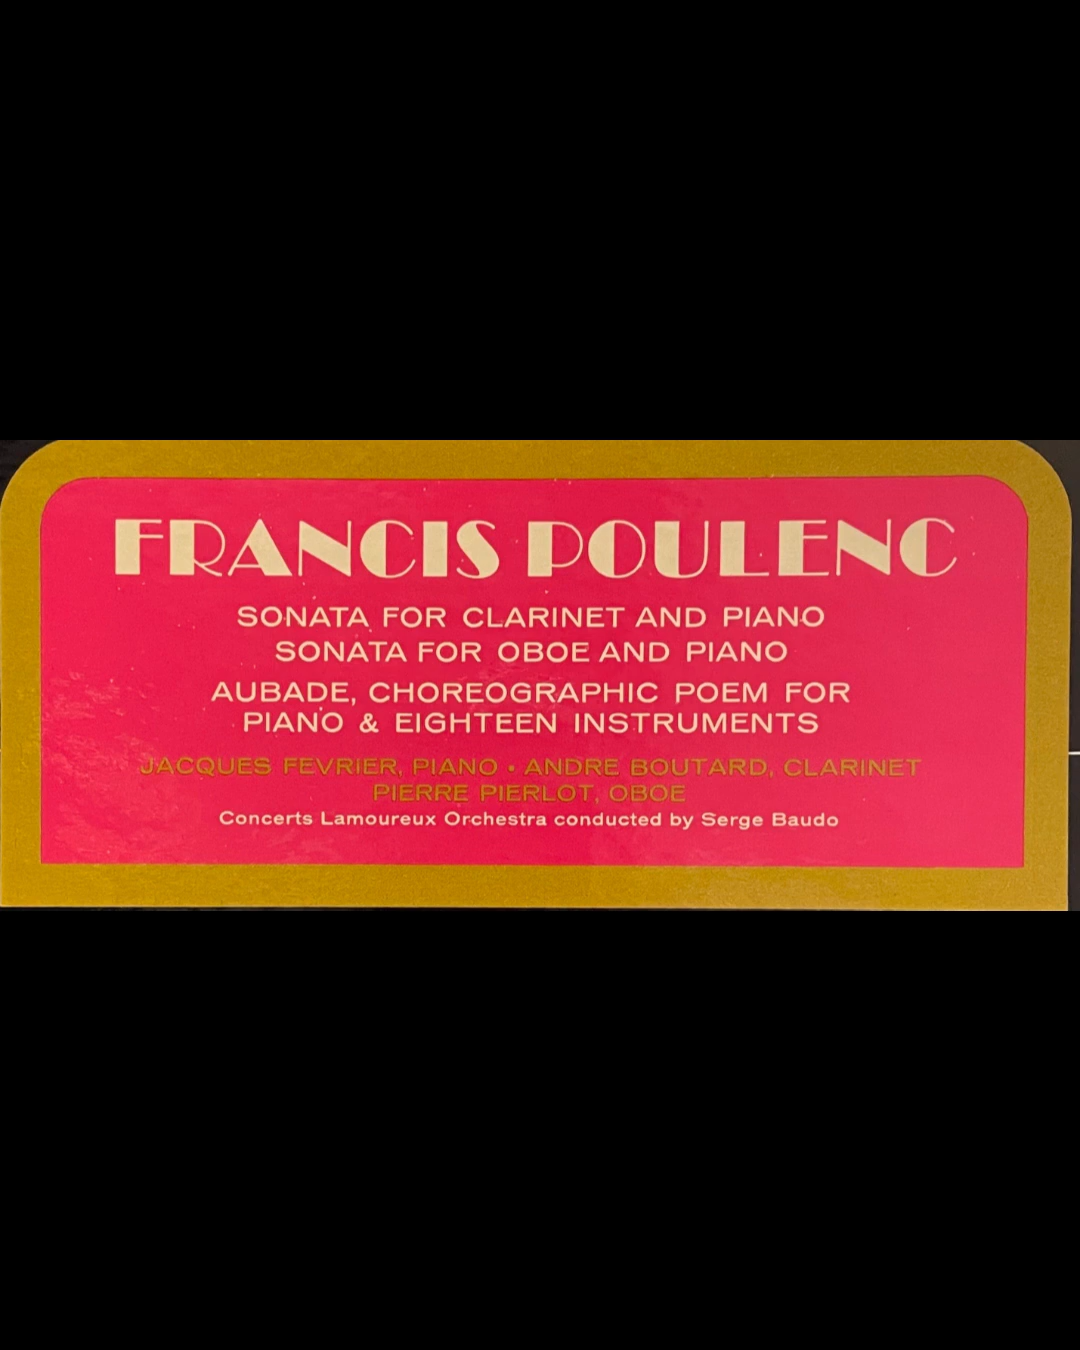 FRANCIS POULENC
SONATA FOR CLARINET AND PIANO
SONATA FOR OBOE AND PIANO
AUBADE, CHOREOGRAPHIC POEM FOR
PIANO & EIGHTEEN INSTRUMENTS
JACQUES FEVRIER, PIANO • ANDRE BOUTARD, CLARINET
PIERRE PIERLOT, OBOE
Concerts Lamoureux Orchestra conducted by Serge Baudo